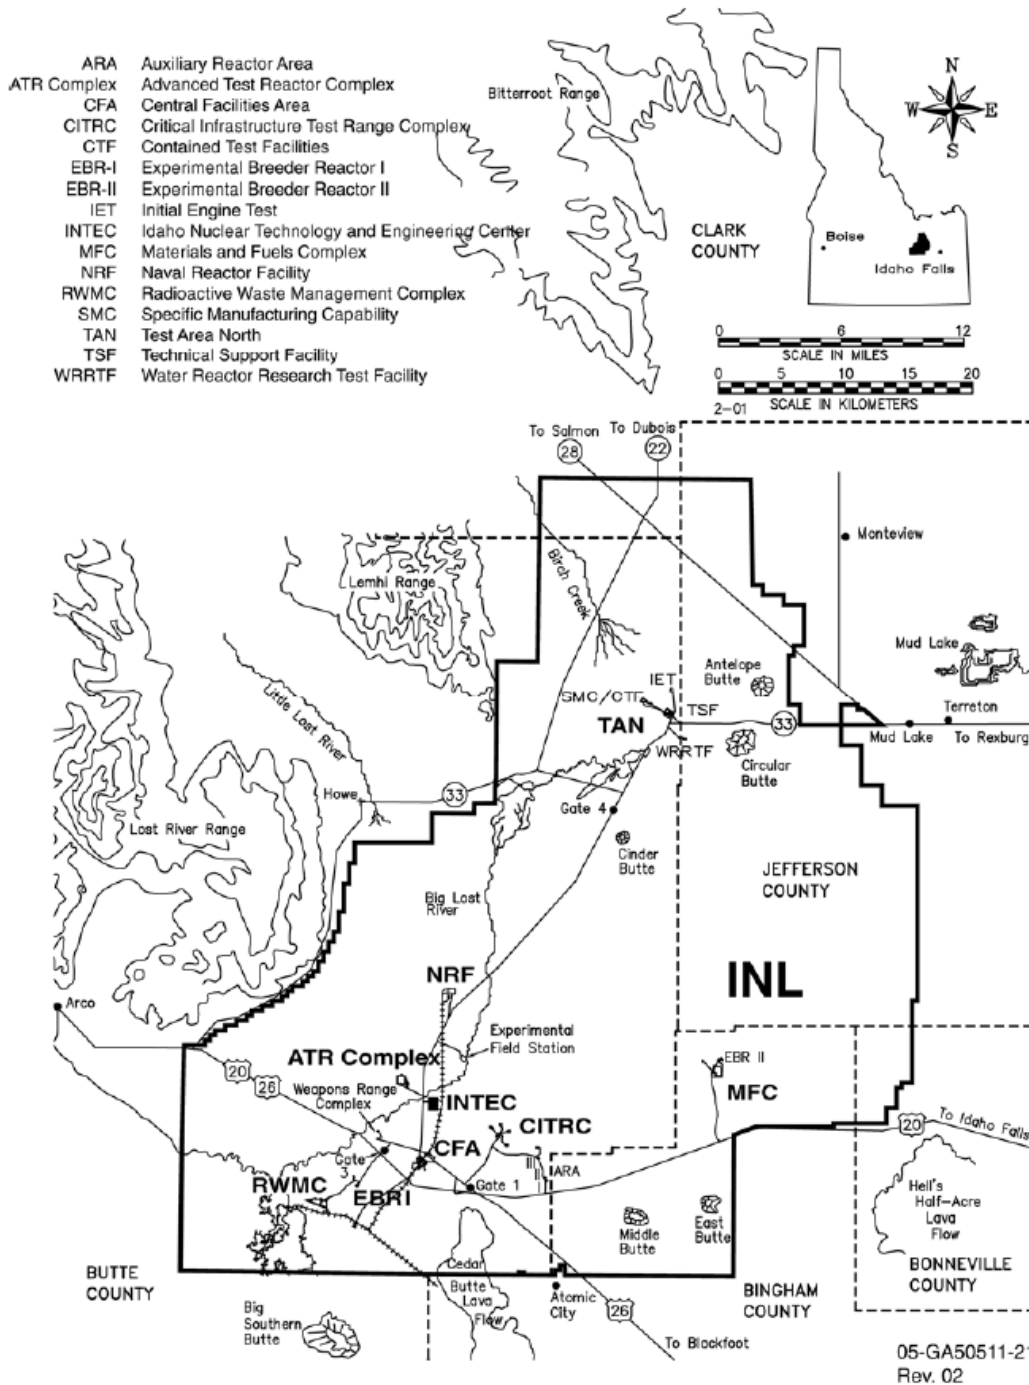 ARA Auxiliary Reactor Area
ATR Complex Advanced Test Reactor Complex
CFA Central Facilities Area
CITRC Critical Infrastructure Test Range Complex
CTF Contained Test Facilities
EBR-I Experimental Breeder Reactor I
EBR-II Experimental Breeder Reactor II
IET Initial Engine Test
INTEC Idaho Nuclear Technology and Engineering Center
MFC Materials and Fuels Complex
NRF Naval Reactor Facility
RWMC Radioactive Waste Management Complex
SMC Specific Manufacturing Capability
TAN Test Area North
TSF Technical Support Facility
WRRTF Water Reactor Research Test Facility
Bitterroot Range
N
W E
S
CLARK
COUNTY
Boise
Idaho Falls
0 6 12
SCALE IN MILES
0 5 10 15 20
2-01 SCALE IN KILOMETERS
To Salmon
To Dubois
28
22
Monteview
Birch Creek
Lemhi Range
Mud Lake
Antelope
Butte
IET
SMC/CTF
TSF
TAN
WRRTF
33
Terreton
Mud Lake
To Rexburg
Little Lost
River
Circular
Butte
Howe
33
Gate 4
Lost River Range
Cinder
Butte
JEFFERSON
COUNTY
Big Lost
River
NRF
INL
Arco
Experimental
Field Station
ATR Complex
20
26
Weapons Range
Complex
INTEC
EBR II
MFC
CITRC
To Idaho Falls
20
Gate
3
CFA
ARA
RWMC
EBRI
Gate 1
Hell's
Half-Acre
Lava
Flow
Middle
Butte
East
Butte
BUTTE
COUNTY
Cedar
Butte
Lava
Flow
Atomic
City
BINGHAM
COUNTY
BONNEVILLE
COUNTY
Big
Southern
Butte
26
To Blackfoot
05-GA50511-21
Rev. 02